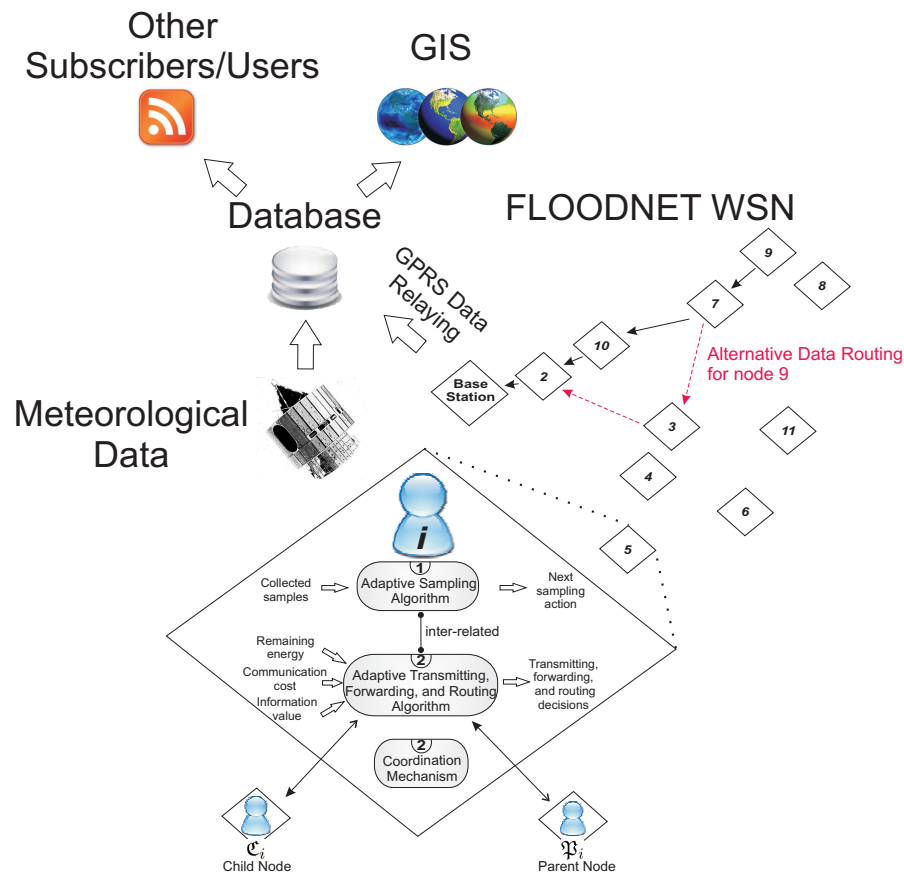 Other
Subscribers/Users
GIS
Database
FLOODNET WSN
GPRS Data
Relaying
9
8
7
10
2
Base
Station
Alternative Data Routing
for node 9
3
11
4
6
5
Meteorological
Data
i
1
Adaptive Sampling
Algorithm
Collected
samples
Next
sampling
action
inter-related
Remaining
energy
Communication
cost
Information
value
2
Adaptive Transmitting,
Forwarding, and Routing
Algorithm
Transmitting,
forwarding,
and routing
decisions
2
Coordination
Mechanism
ℭi
Child Node
𝔓i
Parent Node